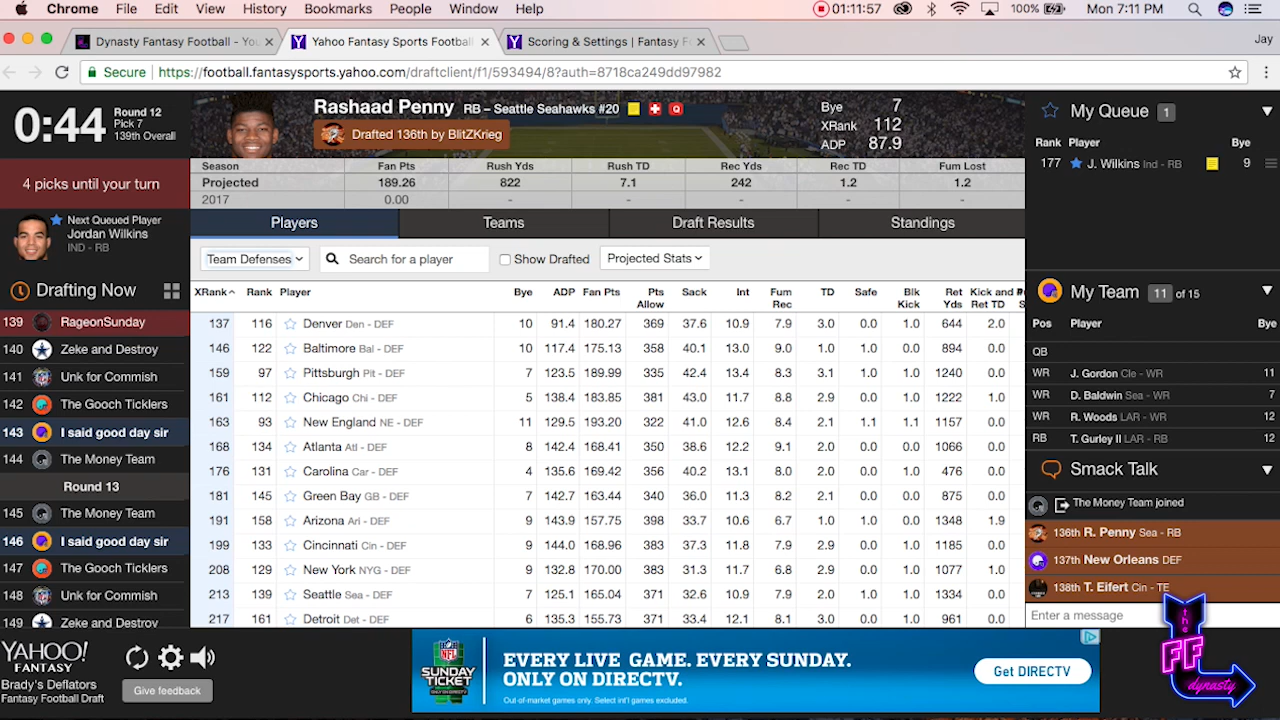 Chrome File Edit View History Bookmarks People Window Help 01:11:57 100% Mon 7:11 PM
Dynasty Fantasy Football - You Yahoo Fantasy Sports Football Scoring & Settings | Fantasy F Jay
Secure https://football.fantasysports.yahoo.com/draftclient/f1/593494/8?auth=8718ca249dd97982
0:44
Round 12
Pick 7
139th Overall
4 picks until your turn
Next Queued Player
Jordan Wilkins
IND - RB
Drafting Now
139 RageonSunday
140 Zeke and Destroy
141 Unk for Commish
142 The Gooch Ticklers
143 I said good day sir
144 The Money Team
Round 13
145 The Money Team
146 I said good day sir
147 The Gooch Ticklers
148 Unk for Commish
149 Zeke and Destroy
YAHOO!
FANTASY
Brady's Deflators
Fantasy Football Draft
Give feedback
Rashaad Penny RB – Seattle Seahawks #20 Q
Drafted 136th by BlitZKrieg
Bye 7
XRank 112
ADP 87.9
Season Fan Pts Rush Yds Rush TD Rec Yds Rec TD Fum Lost
Projected 189.26 822 7.1 242 1.2 1.2
2017 0.00 - - - - -
Players Teams Draft Results Standings
Team Defenses Search for a player Show Drafted Projected Stats
XRank Rank Player Bye ADP Fan Pts Pts Allow Sack Int Fum Rec TD Safe Blk Kick Ret Yds Kick and Ret TD
137 116 Denver Den - DEF 10 91.4 180.27 369 37.6 10.9 7.9 3.0 0.0 1.0 644 2.0
146 122 Baltimore Bal - DEF 10 117.4 175.13 358 40.1 13.0 9.0 1.0 1.0 0.0 894 0.0
159 97 Pittsburgh Pit - DEF 7 123.5 189.99 335 42.4 13.4 8.3 3.1 0.0 1.0 1240 0.0
161 112 Chicago Chi - DEF 5 138.4 183.85 381 43.0 11.7 8.8 2.9 0.0 1.0 1222 1.0
163 93 New England NE - DEF 11 129.5 193.20 322 41.0 12.6 8.4 2.1 1.1 1.1 1157 0.0
168 134 Atlanta Atl - DEF 8 142.7 168.41 350 38.6 12.2 9.1 2.0 0.0 0.0 1066 0.0
176 131 Carolina Car - DEF 4 135.6 169.42 356 40.2 13.1 8.0 2.0 0.0 1.0 476 0.0
181 145 Green Bay GB - DEF 7 142.7 163.44 340 36.0 11.3 8.2 2.1 0.0 0.0 875 0.0
191 158 Arizona Ari - DEF 9 143.9 157.75 398 33.7 10.6 6.7 1.0 1.0 0.0 1348 1.9
199 133 Cincinnati Cin - DEF 9 144.0 168.96 383 37.3 11.8 7.9 2.9 0.0 1.0 1185 0.0
208 129 New York NYG - DEF 9 132.8 170.00 383 31.3 11.7 6.8 2.9 0.0 1.0 1077 1.0
213 139 Seattle Sea - DEF 7 125.1 165.04 371 32.6 10.9 7.9 2.0 0.0 1.0 1334 0.0
217 161 Detroit Det - DEF 6 135.3 155.73 371 33.4 12.1 8.1 3.0 0.0 1.0 961 0.0
My Queue 1
Rank Player Bye
177 J. Wilkins Ind - RB 9
My Team 11 of 15
Pos Player Bye
QB
WR J. Gordon Cle - WR 11
WR D. Baldwin Sea - WR 7
WR R. Woods LAR - WR 12
RB T. Gurley II LAR - RB 12
Smack Talk
The Money Team joined
136th R. Penny Sea - RB
137th New Orleans DEF
138th T. Eifert Cin - TE
Enter a message
NFL
SUNDAY
TICKET
EVERY LIVE GAME. EVERY SUNDAY.
ONLY ON DIRECTV.
Out-of-market games only. Select int'l games excluded.
Get DIRECTV
the
FF
dynasty